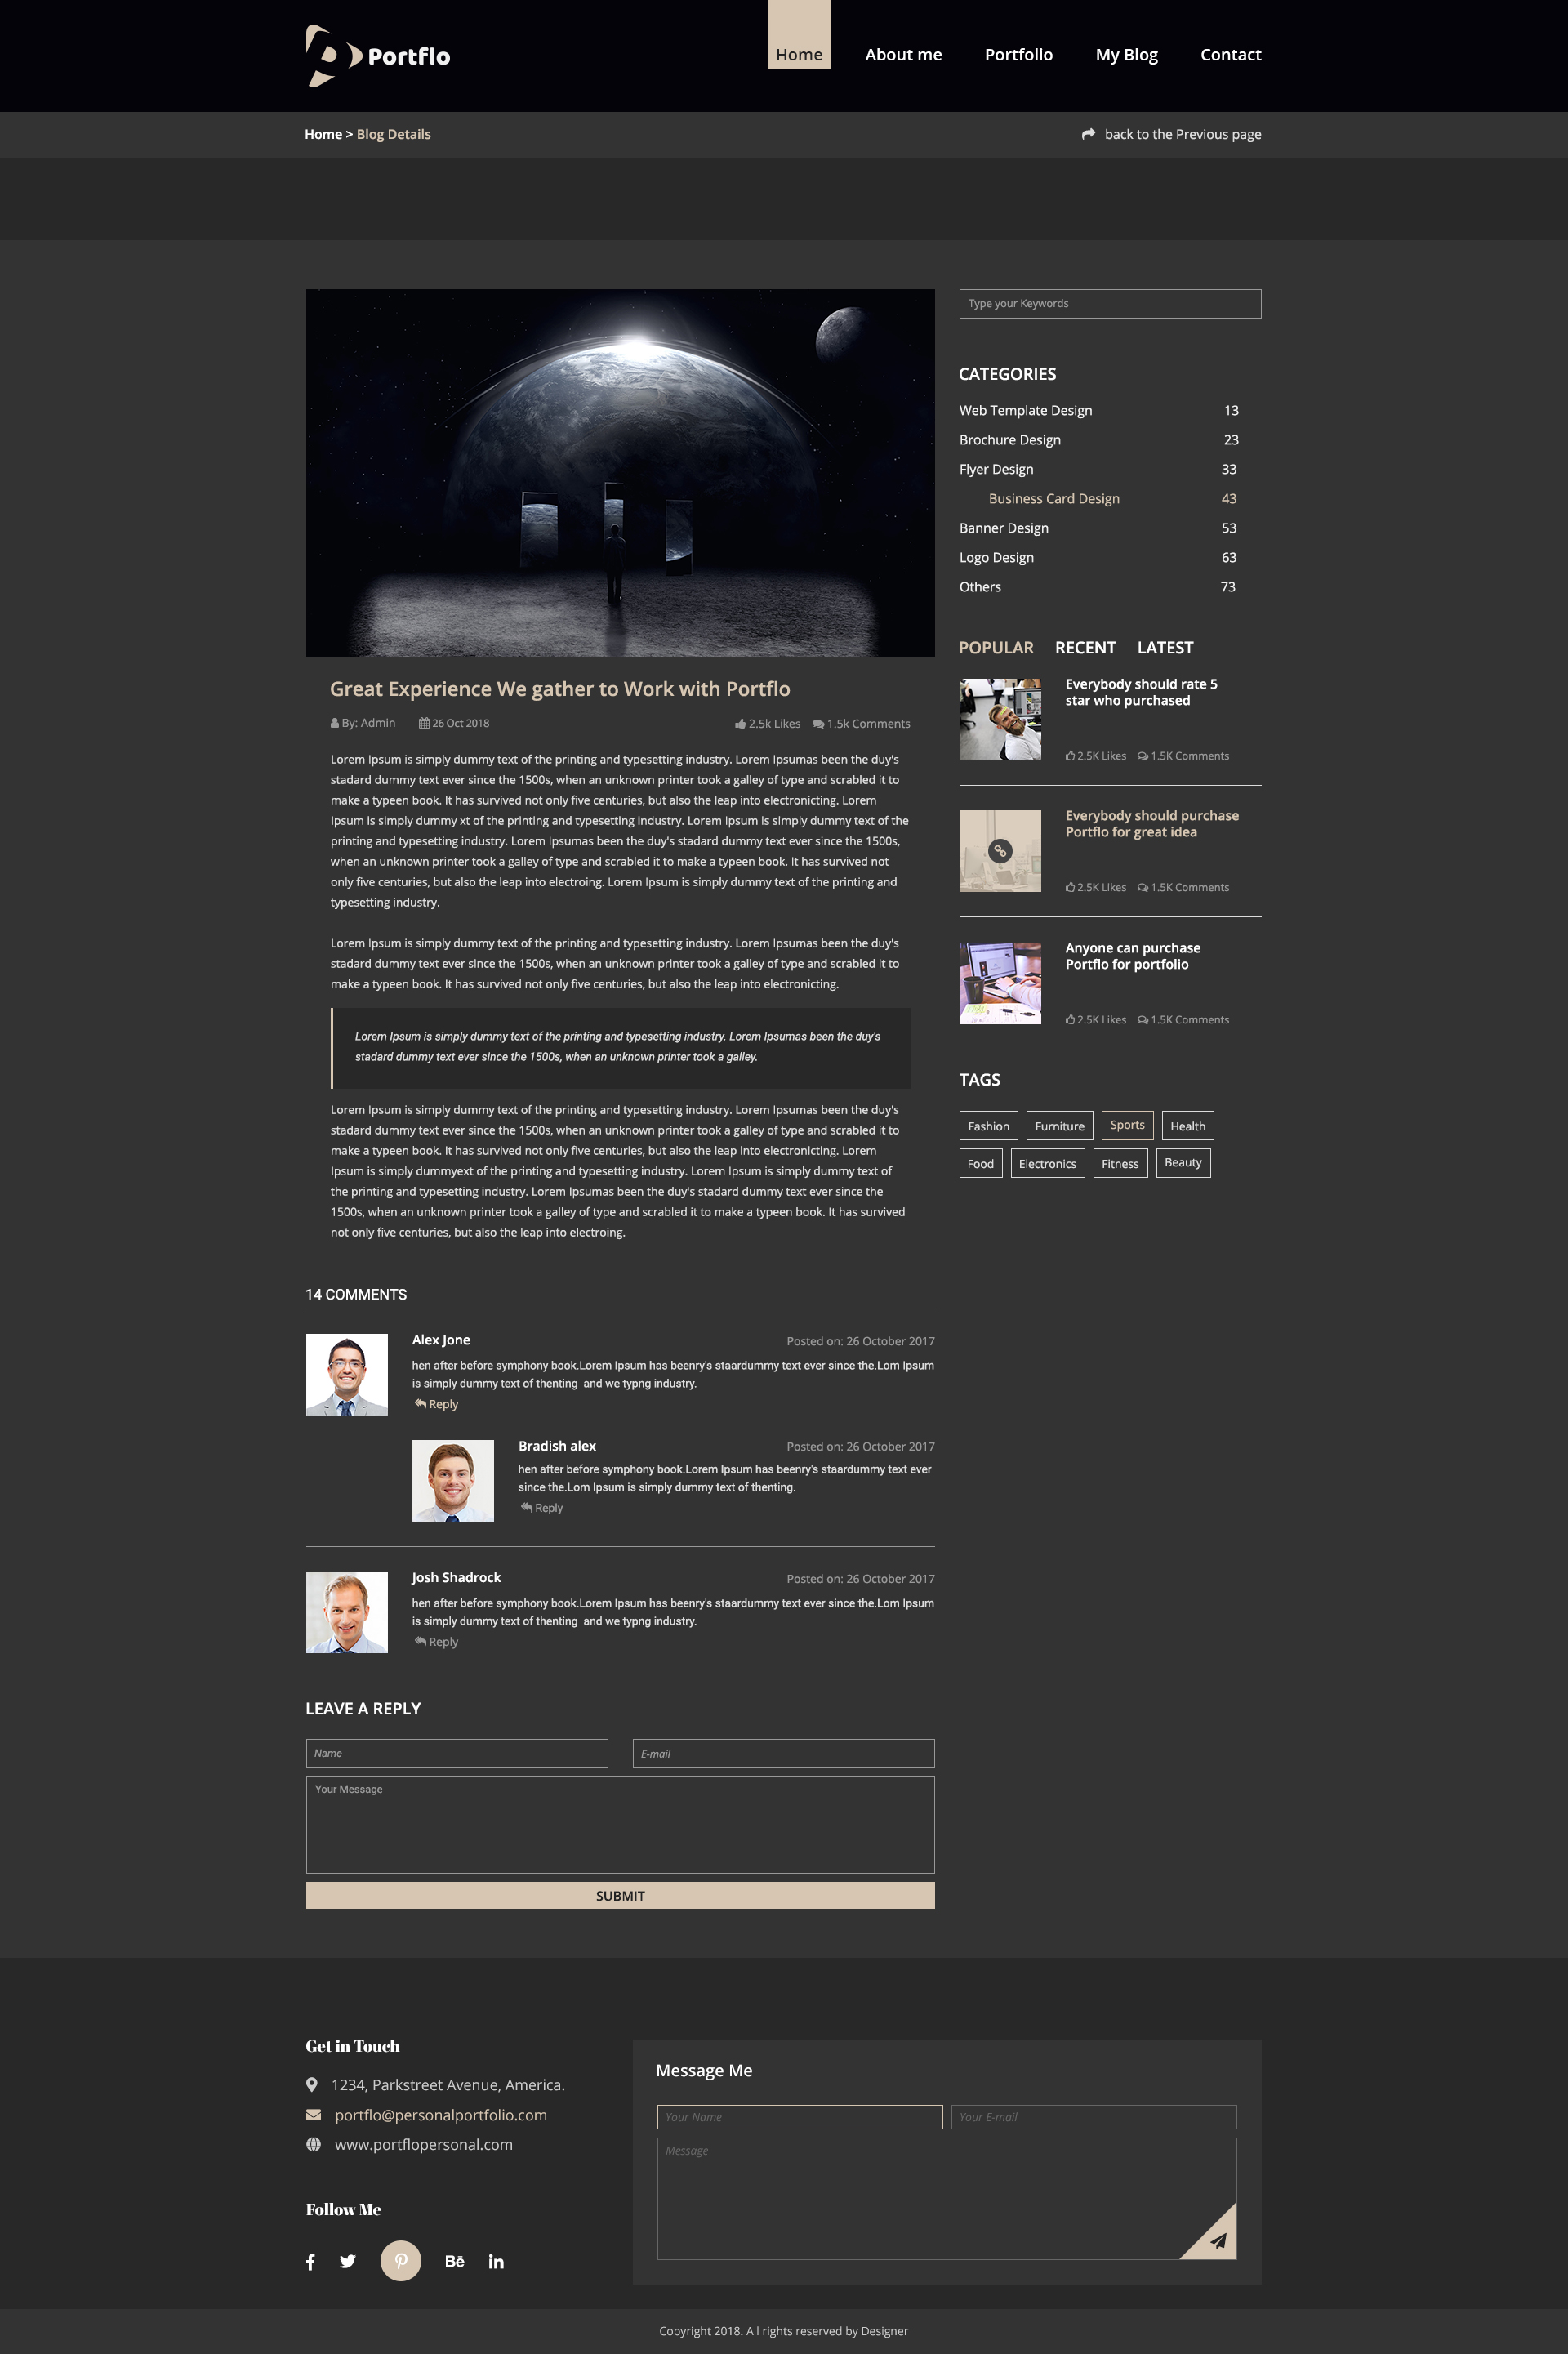 Portflo
Home
About me
Portfolio
My Blog
Contact
Home > Blog Details
back to the Previous page
Type your Keywords
CATEGORIES
Web Template Design 13
Brochure Design 23
Flyer Design 33
Business Card Design 43
Banner Design 53
Logo Design 63
Others 73
POPULAR RECENT LATEST
Everybody should rate 5
star who purchased
2.5K Likes 1.5K Comments
Everybody should purchase
Portflo for great idea
2.5K Likes 1.5K Comments
Anyone can purchase
Portflo for portfolio
2.5K Likes 1.5K Comments
TAGS
Fashion Furniture Sports Health
Food Electronics Fitness Beauty
Great Experience We gather to Work with Portflo
By: Admin 26 Oct 2018 2.5k Likes 1.5k Comments
Lorem Ipsum is simply dummy text of the printing and typesetting industry. Lorem Ipsumas been the duy's
stadard dummy text ever since the 1500s, when an unknown printer took a galley of type and scrabled it to
make a typeen book. It has survived not only five centuries, but also the leap into electronicting. Lorem
Ipsum is simply dummy xt of the printing and typesetting industry. Lorem Ipsum is simply dummy text of the
printing and typesetting industry. Lorem Ipsumas been the duy's stadard dummy text ever since the 1500s,
when an unknown printer took a galley of type and scrabled it to make a typeen book. It has survived not
only five centuries, but also the leap into electroing. Lorem Ipsum is simply dummy text of the printing and
typesetting industry.
Lorem Ipsum is simply dummy text of the printing and typesetting industry. Lorem Ipsumas been the duy's
stadard dummy text ever since the 1500s, when an unknown printer took a galley of type and scrabled it to
make a typeen book. It has survived not only five centuries, but also the leap into electronicting.
Lorem Ipsum is simply dummy text of the printing and typesetting industry. Lorem Ipsumas been the duy's
stadard dummy text ever since the 1500s, when an unknown printer took a galley.
Lorem Ipsum is simply dummy text of the printing and typesetting industry. Lorem Ipsumas been the duy's
stadard dummy text ever since the 1500s, when an unknown printer took a galley of type and scrabled it to
make a typeen book. It has survived not only five centuries, but also the leap into electronicting. Lorem
Ipsum is simply dummyext of the printing and typesetting industry. Lorem Ipsum is simply dummy text of
the printing and typesetting industry. Lorem Ipsumas been the duy's stadard dummy text ever since the
1500s, when an unknown printer took a galley of type and scrabled it to make a typeen book. It has survived
not only five centuries, but also the leap into electroing.
14 COMMENTS
Alex Jone Posted on: 26 October 2017
hen after before symphony book.Lorem Ipsum has beenry's staardummy text ever since the.Lom Ipsum
is simply dummy text of thenting and we typng industry.
Reply
Bradish alex Posted on: 26 October 2017
hen after before symphony book.Lorem Ipsum has beenry's staardummy text ever
since the.Lom Ipsum is simply dummy text of thenting.
Reply
Josh Shadrock Posted on: 26 October 2017
hen after before symphony book.Lorem Ipsum has beenry's staardummy text ever since the.Lom Ipsum
is simply dummy text of thenting and we typng industry.
Reply
LEAVE A REPLY
Name E-mail
Your Message
SUBMIT
Get in Touch
1234, Parkstreet Avenue, America.
portflo@personalportfolio.com
www.portflopersonal.com
Follow Me
Bē in
Message Me
Your Name Your E-mail
Message
Copyright 2018. All rights reserved by Designer